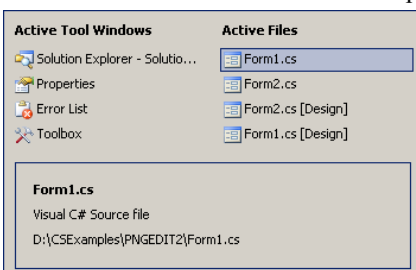 Active Tool Windows Active Files
Solution Explorer - Solutio... Form1.cs
Properties Form2.cs
Error List Form2.cs [Design]
Toolbox Form1.cs [Design]
Form1.cs
Visual C# Source file
D:\CSExamples\PNGEDIT2\Form1.cs